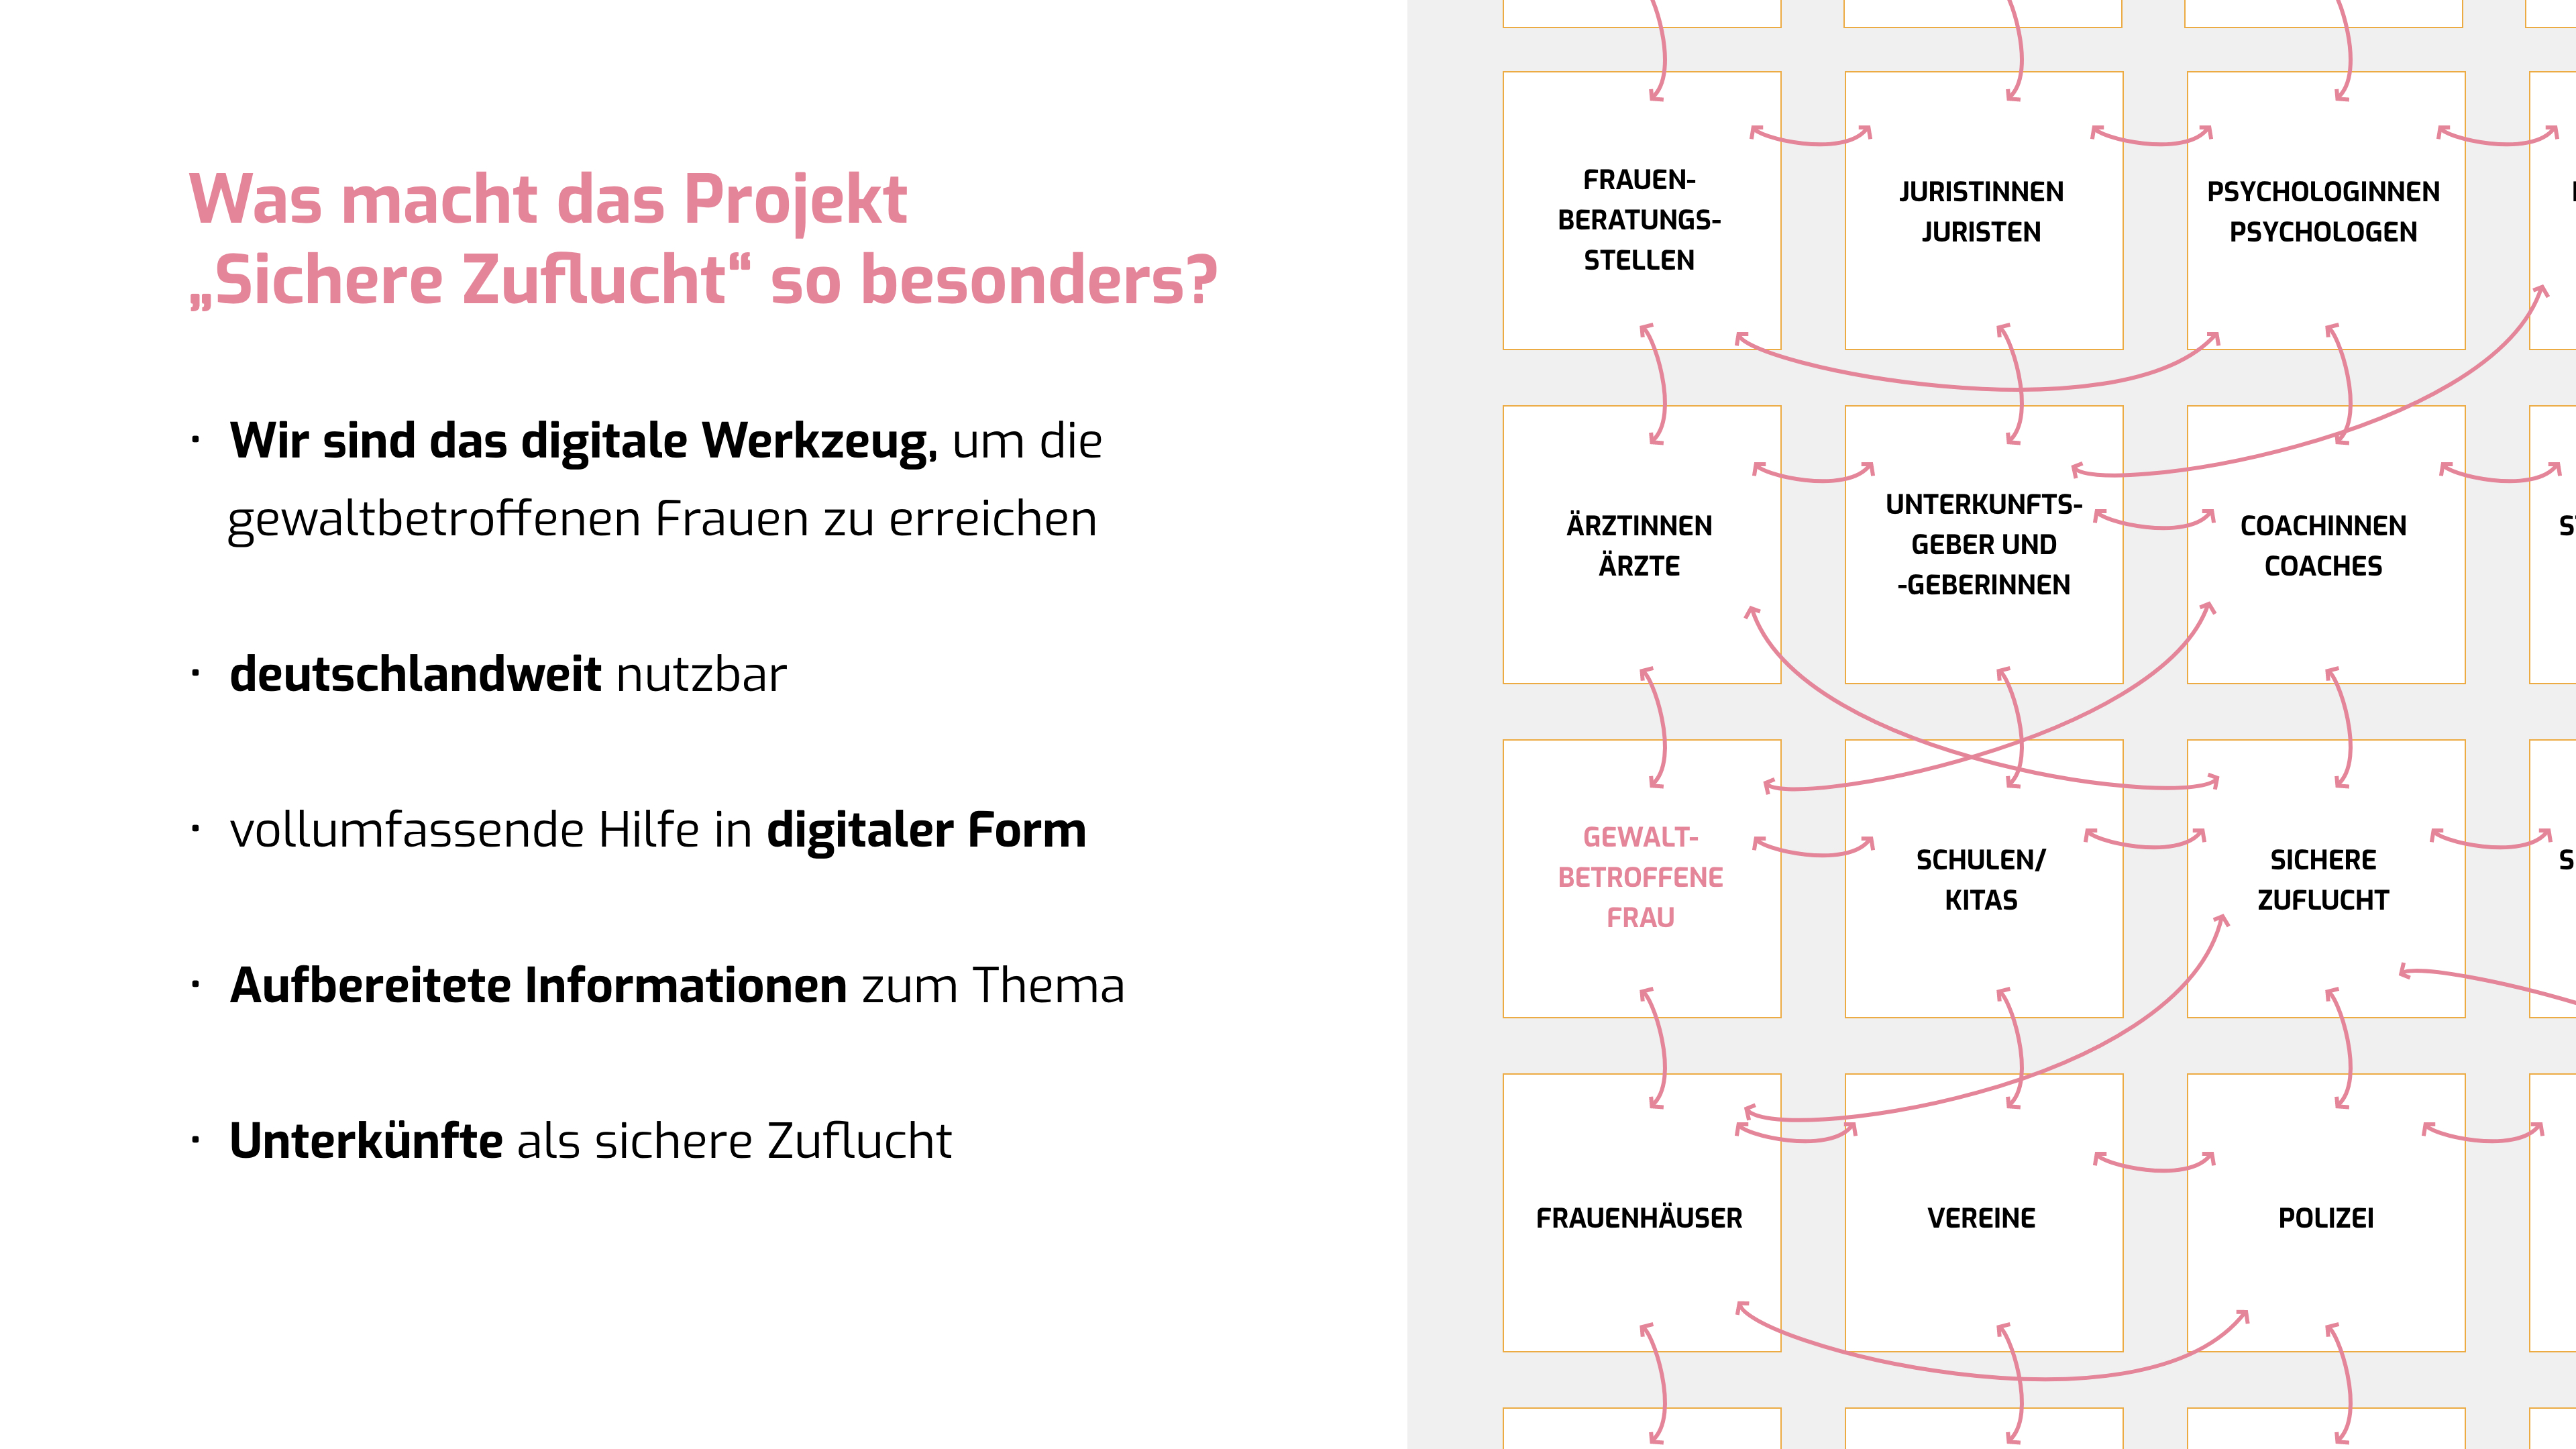 Was macht das Projekt
„Sichere Zuflucht“ so besonders?
· Wir sind das digitale Werkzeug, um die
gewaltbetroffenen Frauen zu erreichen
· deutschlandweit nutzbar
· vollumfassende Hilfe in digitaler Form
· Aufbereitete Informationen zum Thema
· Unterkünfte als sichere Zuflucht
FRAUEN-
BERATUNGS-
STELLEN
JURISTINNEN
JURISTEN
PSYCHOLOGINNEN
PSYCHOLOGEN
ÄRZTINNEN
ÄRZTE
UNTERKUNFTS-
GEBER UND
-GEBERINNEN
COACHINNEN
COACHES
GEWALT-
BETROFFENE
FRAU
SCHULEN/
KITAS
SICHERE
ZUFLUCHT
FRAUENHÄUSER
VEREINE
POLIZEI